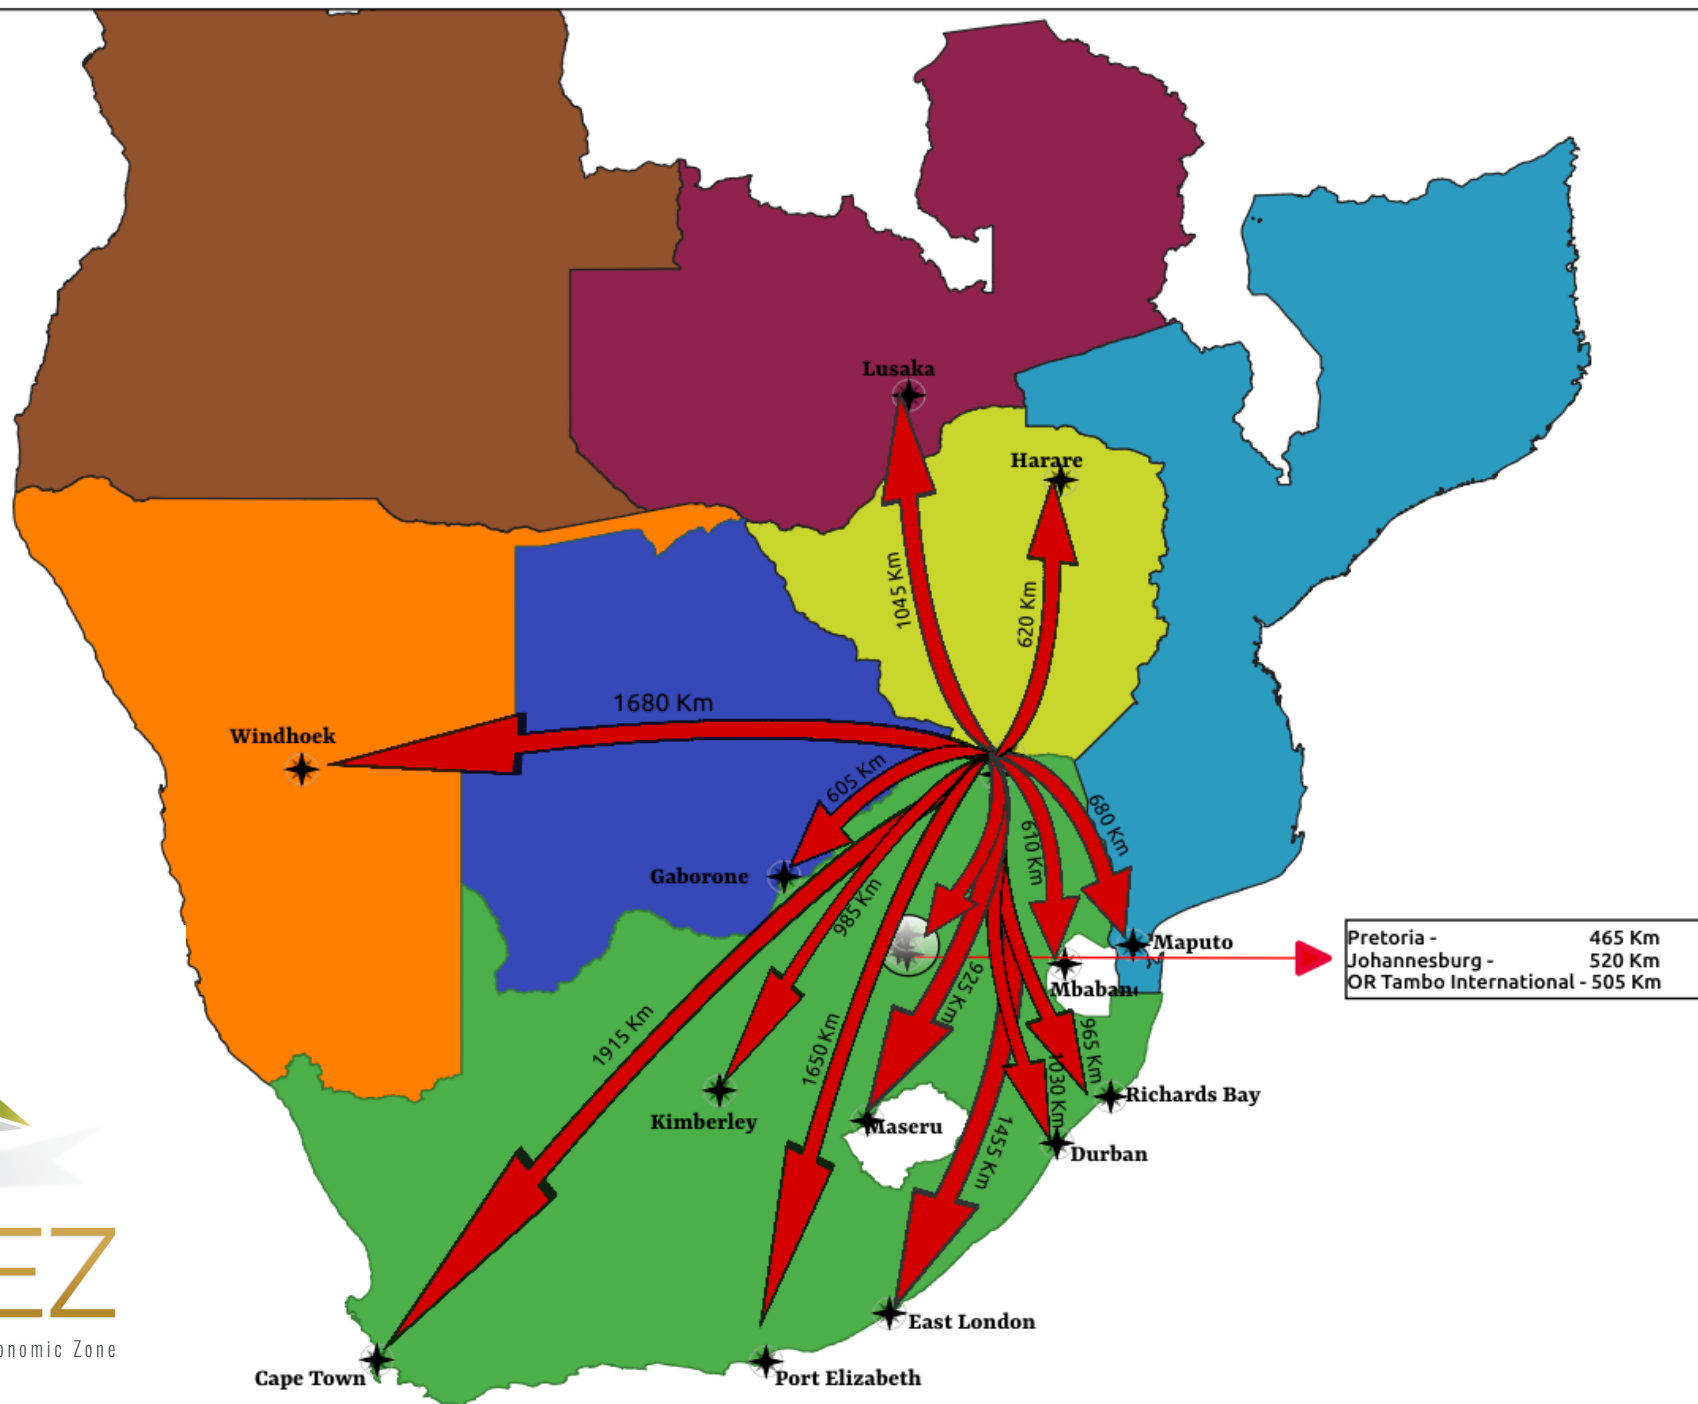 Lusaka
Harare
1045 Km
620 Km
1680 Km
Windhoek
605 Km
680 Km
610 Km
Gaborone
985 Km
Maputo
Pretoria - 465 Km
Johannesburg - 520 Km
OR Tambo International - 505 Km
Mbaban
925 Km
1915 Km
1650 Km
965 Km
1030 Km
Kimberley
Maseru
Richards Bay
Durban
1455 Km
EZ
onomic Zone
East London
Cape Town
Port Elizabeth